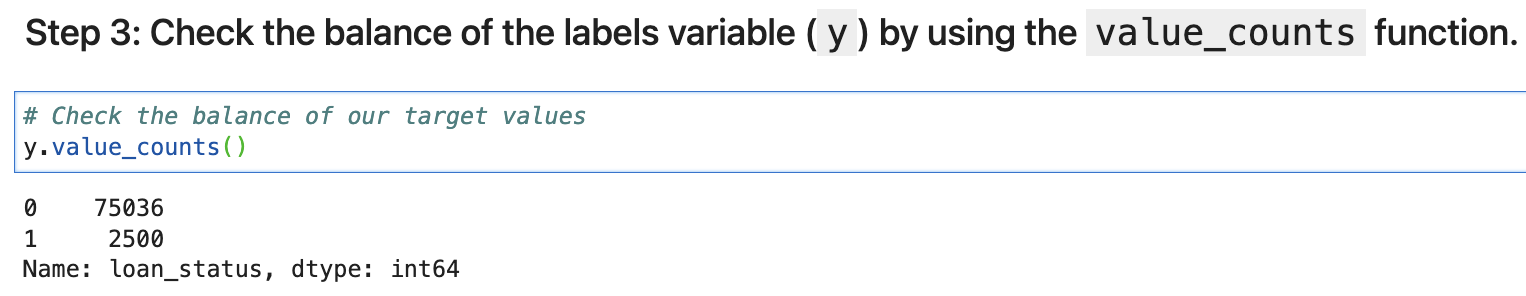 Step 3: Check the balance of the labels variable ( y ) by using the value_counts function.
# Check the balance of our target values
y.value_counts()
0    75036
1     2500
Name: loan_status, dtype: int64